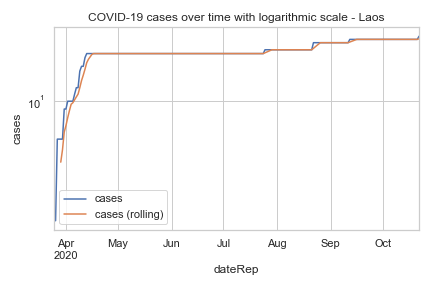 COVID-19 cases over time with logarithmic scale - Laos
10¹
cases
cases
cases (rolling)
Apr May Jun Jul Aug Sep Oct
2020
dateRep